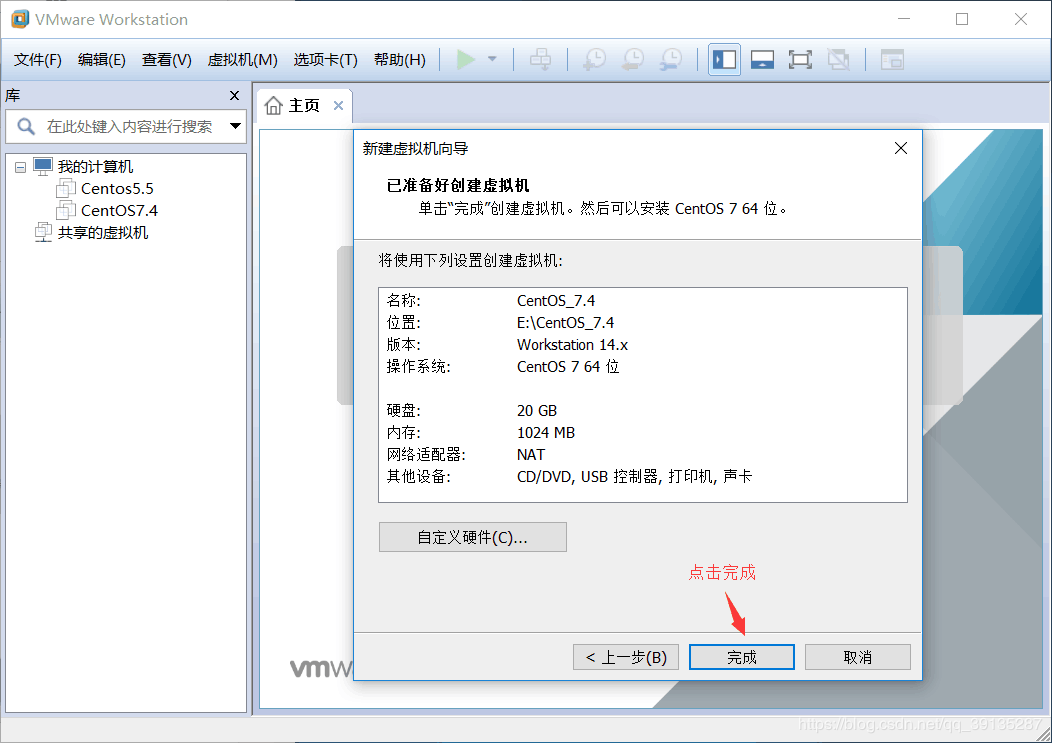 VMware Workstation
文件(F) 编辑(E) 查看(V) 虚拟机(M) 选项卡(T) 帮助(H)
库
在此处键入内容进行搜索
我的计算机
Centos5.5
CentOS7.4
共享的虚拟机
主页
新建虚拟机向导
已准备好创建虚拟机
单击“完成”创建虚拟机。然后可以安装 CentOS 7 64 位。
将使用下列设置创建虚拟机:
名称: CentOS_7.4
位置: E:\CentOS_7.4
版本: Workstation 14.x
操作系统: CentOS 7 64 位
硬盘: 20 GB
内存: 1024 MB
网络适配器: NAT
其他设备: CD/DVD, USB 控制器, 打印机, 声卡
自定义硬件(C)...
点击完成
< 上一步(B) 完成 取消
vmw
https://blog.csdn.net/qq_39135287